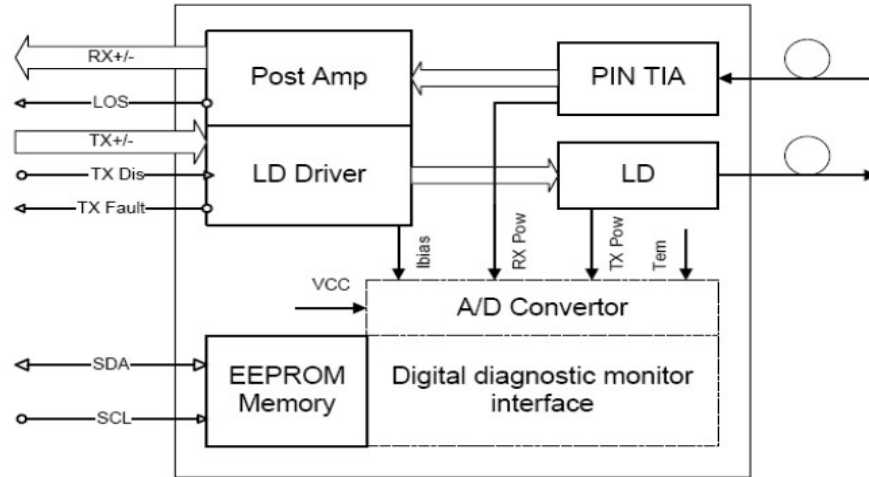 RX+/-
Post Amp
PIN TIA
LOS
TX+/-
LD Driver
LD
TX Dis
TX Fault
Ibias
RX Pow
TX Pow
Tem
VCC
A/D Convertor
SDA
EEPROM
Memory
Digital diagnostic monitor
interface
SCL